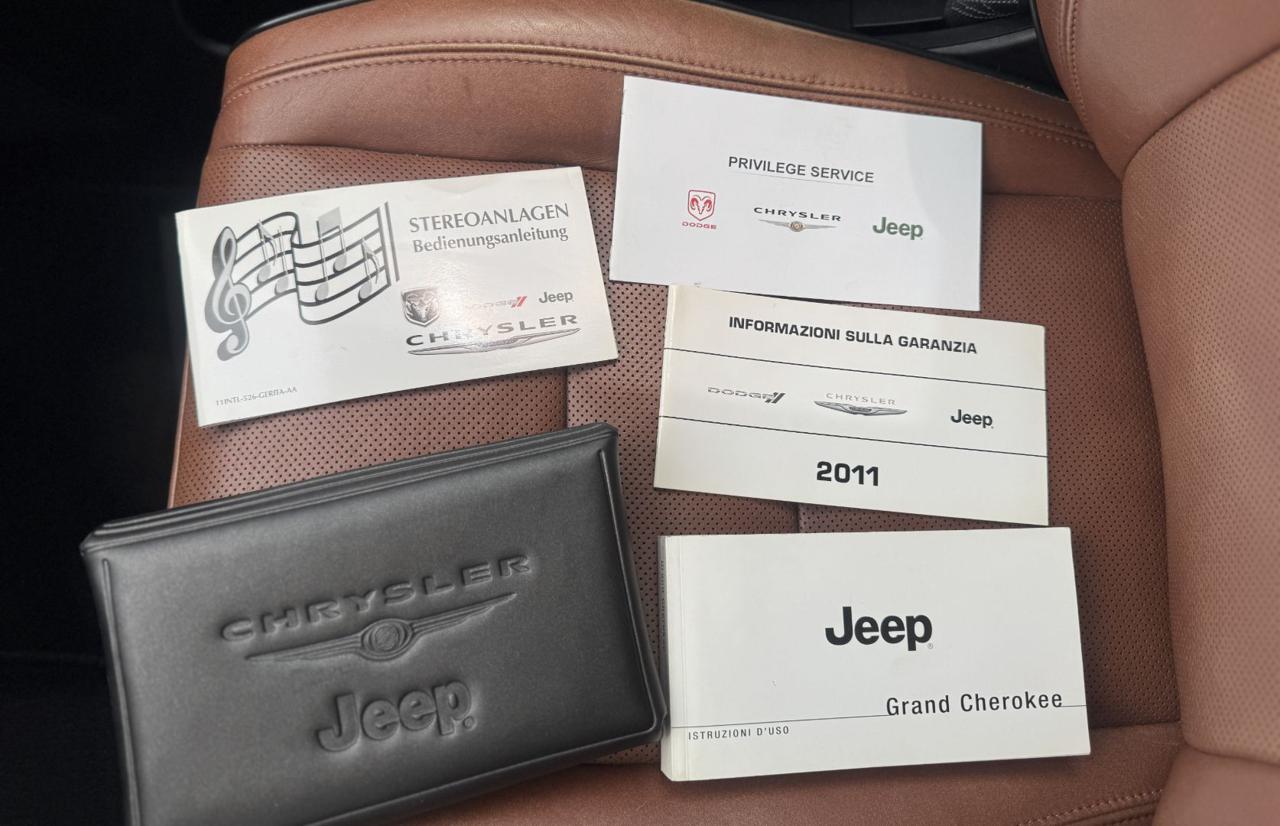 PRIVILEGE SERVICE
DODGE
CHRYSLER
Jeep
STEREOANLAGEN
Bedienungsanleitung
DODGE
Jeep
CHRYSLER
11INTL-526-GERITA-AA
INFORMAZIONI SULLA GARANZIA
DODGE
CHRYSLER
Jeep
2011
CHRYSLER
Jeep
Jeep
Grand Cherokee
ISTRUZIONI D'USO